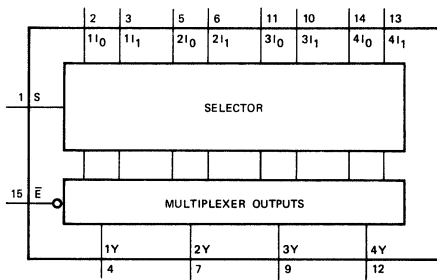 2 3 5 6 11 10 14 13
1I₀ 1I₁ 2I₀ 2I₁ 3I₀ 3I₁ 4I₀ 4I₁
1 S
SELECTOR
15 E̅
MULTIPLEXER OUTPUTS
1Y 2Y 3Y 4Y
4 7 9 12